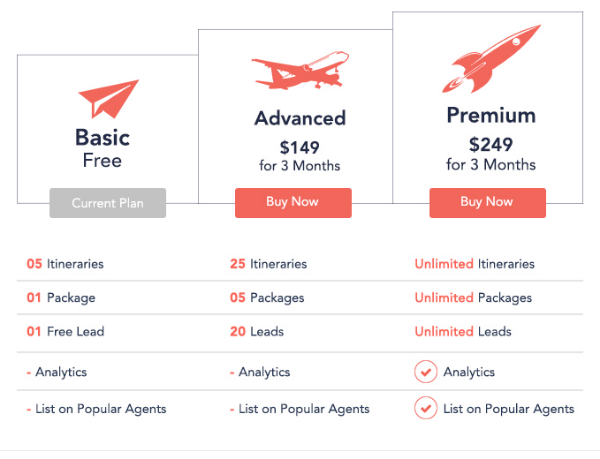 Basic
Free
Current Plan
Advanced
$149
for 3 Months
Buy Now
Premium
$249
for 3 Months
Buy Now
05 Itineraries
25 Itineraries
Unlimited Itineraries
01 Package
05 Packages
Unlimited Packages
01 Free Lead
20 Leads
Unlimited Leads
- Analytics
- Analytics
Analytics
- List on Popular Agents
- List on Popular Agents
List on Popular Agents